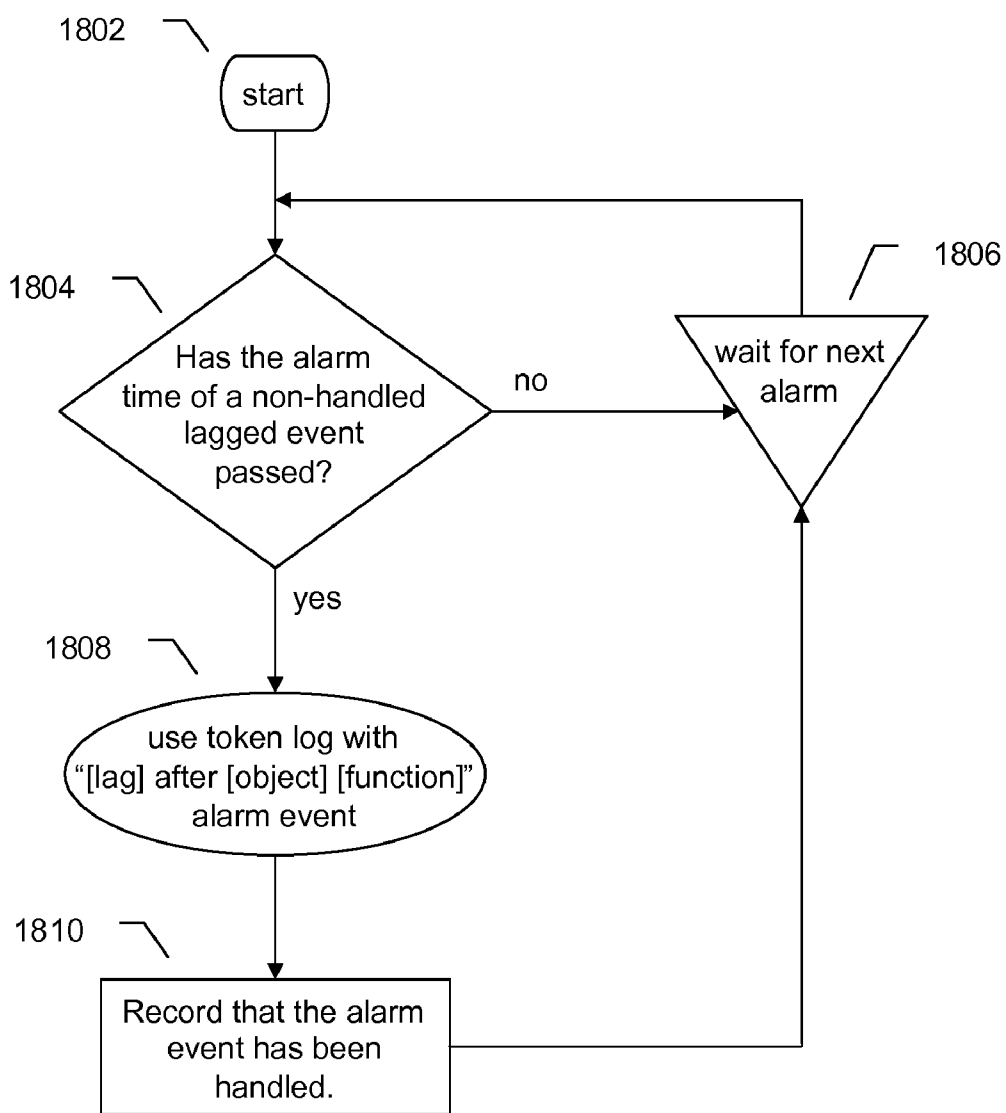 1802
start
1804
1806
Has the alarm
time of a non-handled
lagged event
passed?
no
wait for next
alarm
yes
1808
use token log with
“[lag] after [object] [function]”
alarm event
1810
Record that the alarm
event has been
handled.